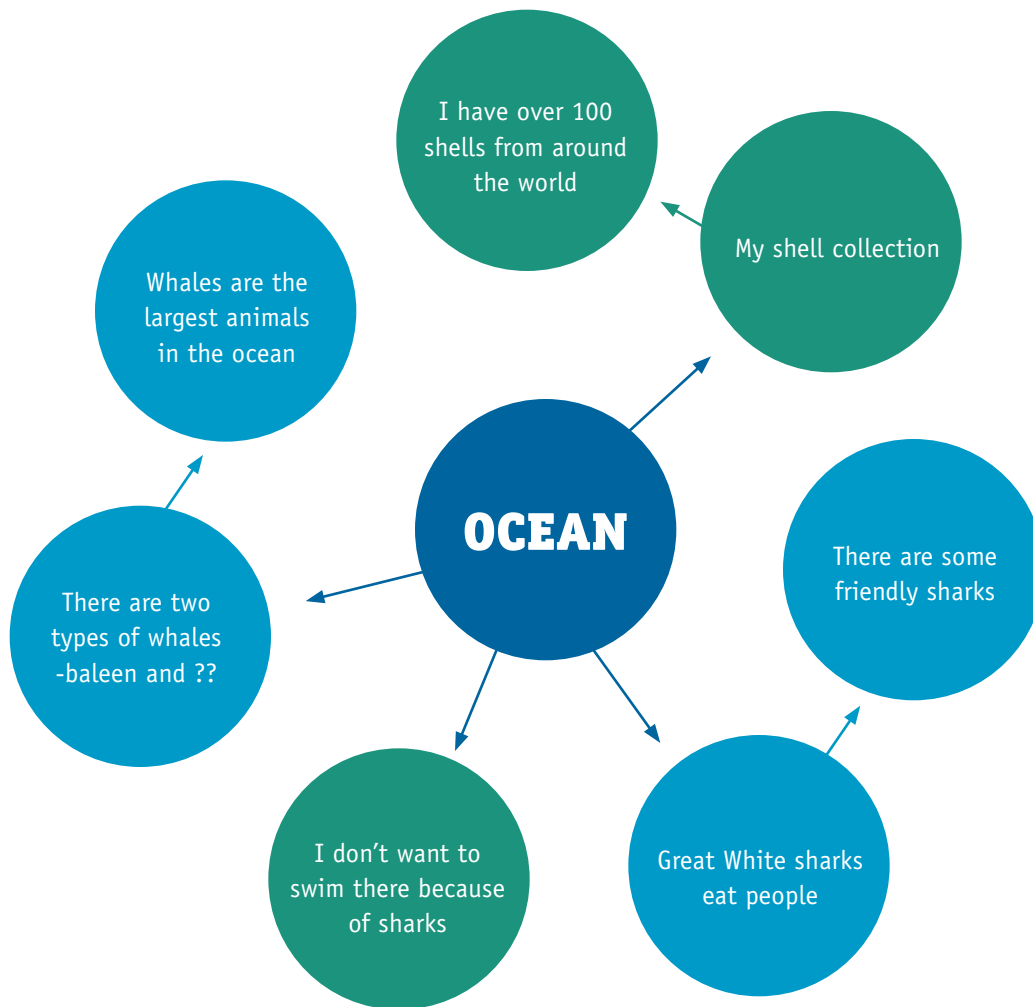 I have over 100
shells from around
the world
My shell collection
Whales are the
largest animals
in the ocean
OCEAN
There are some
friendly sharks
There are two
types of whales
-baleen and ??
I don’t want to
swim there because
of sharks
Great White sharks
eat people